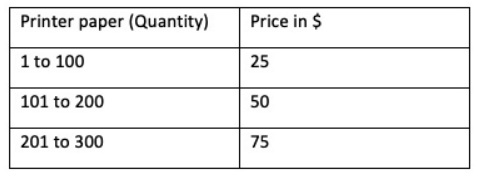 Printer paper (Quantity) Price in $
1 to 100 25
101 to 200 50
201 to 300 75